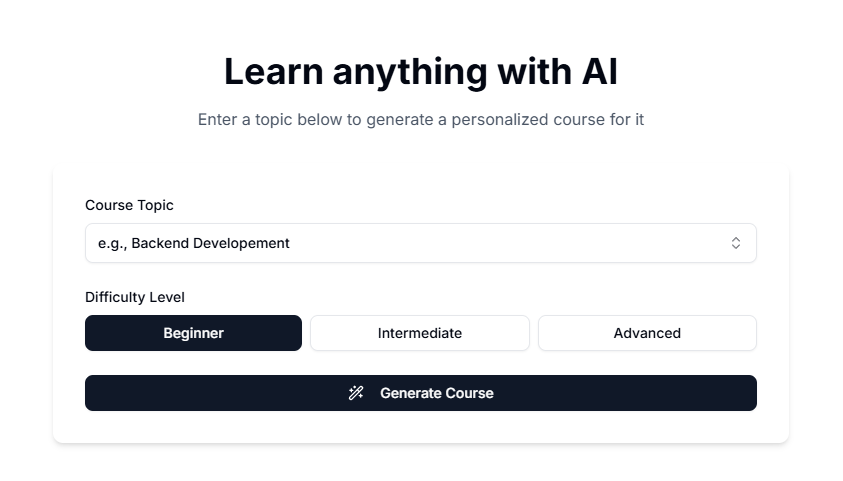 Learn anything with AI
Enter a topic below to generate a personalized course for it
Course Topic
e.g., Backend Developement
Difficulty Level
Beginner Intermediate Advanced
Generate Course